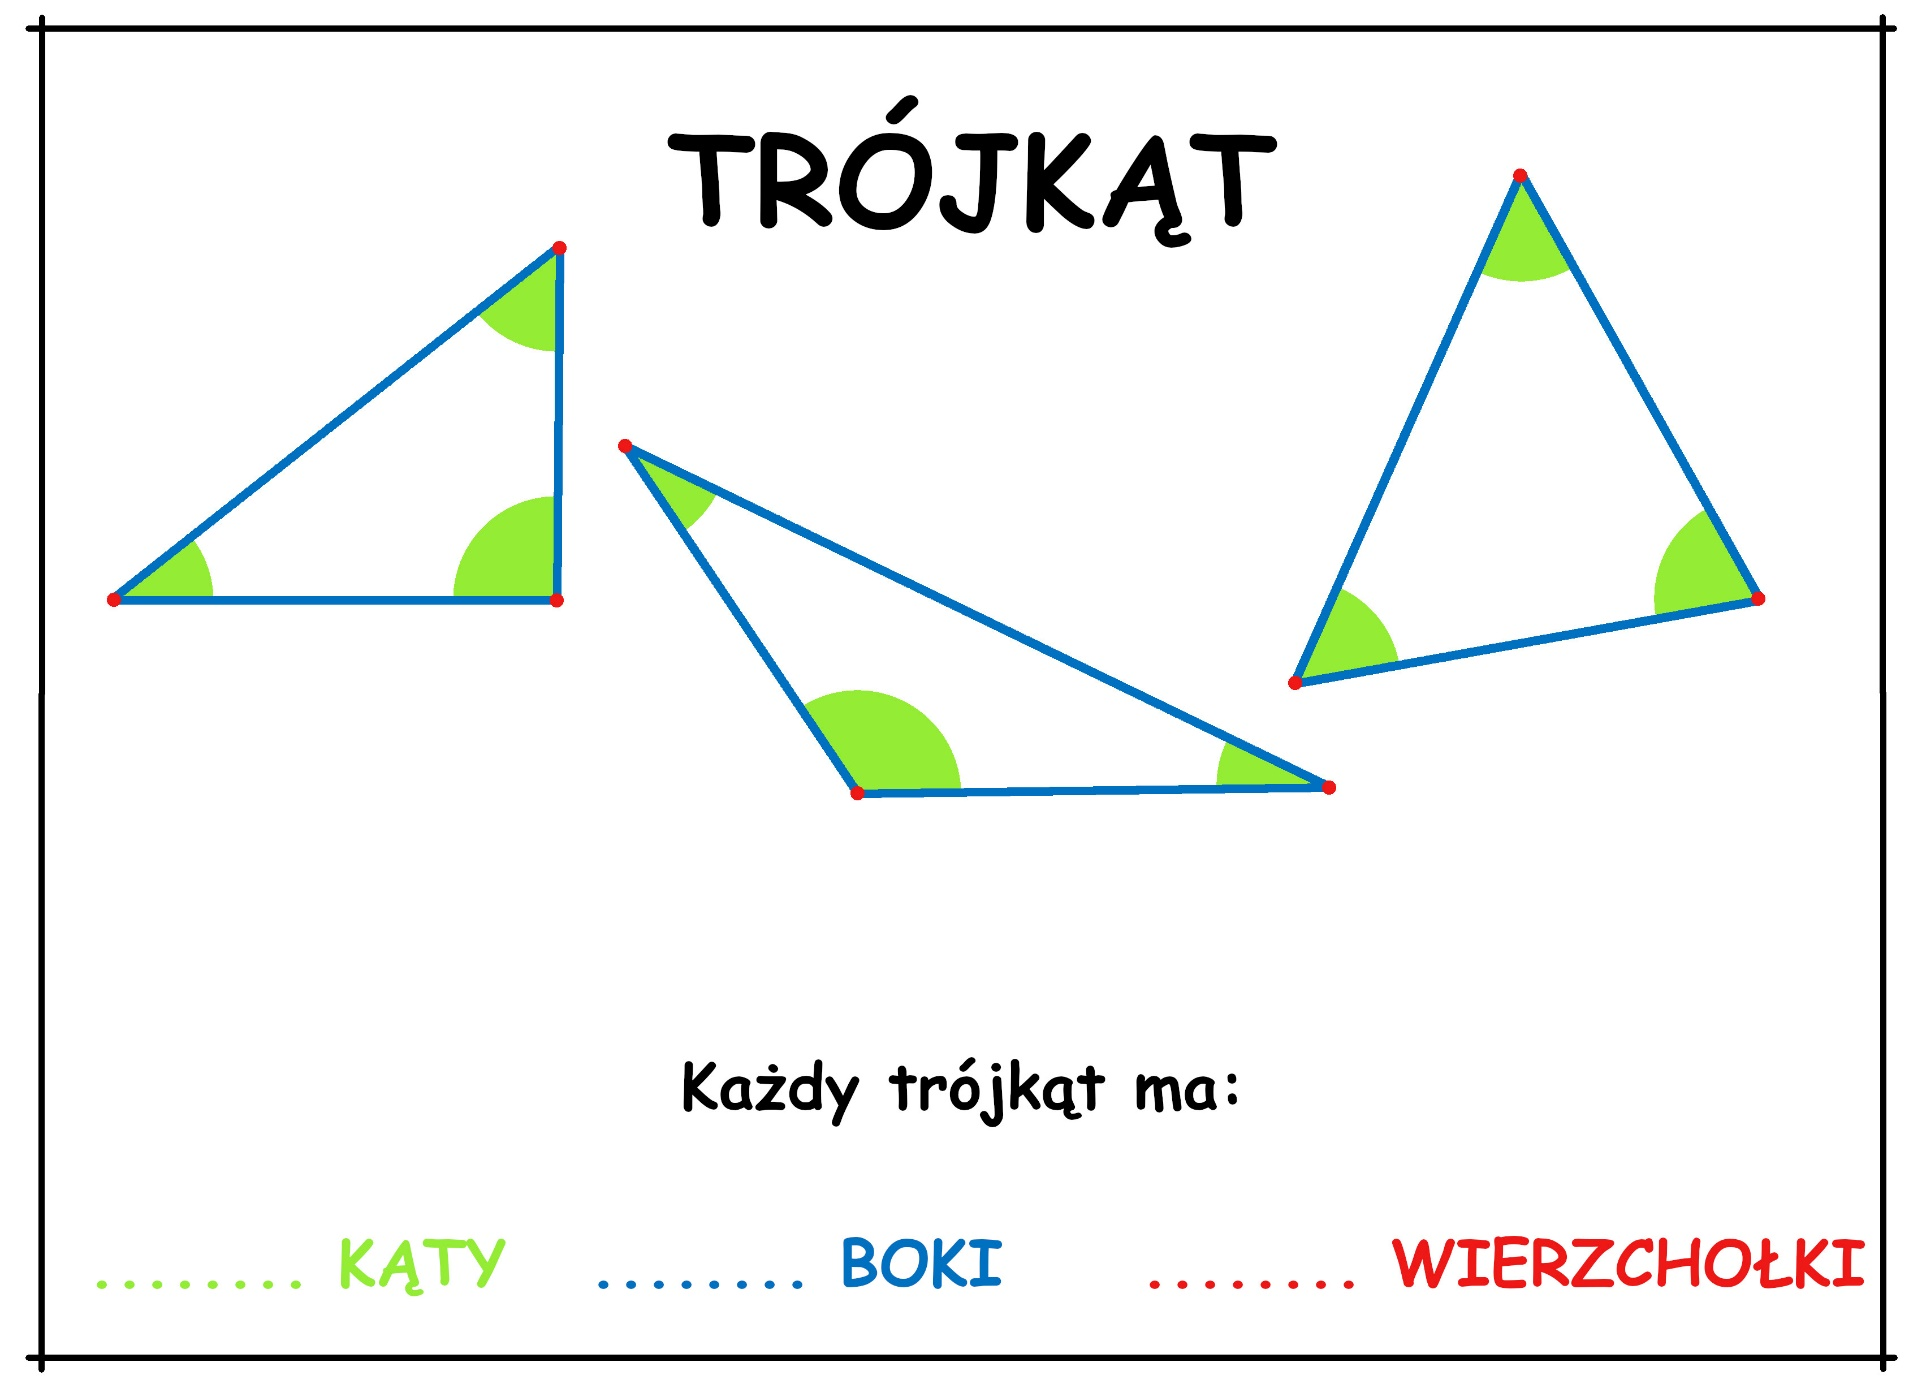 TRÓJKĄT
Każdy trójkąt ma:
........ KĄTY ........ BOKI ........ WIERZCHOŁKI